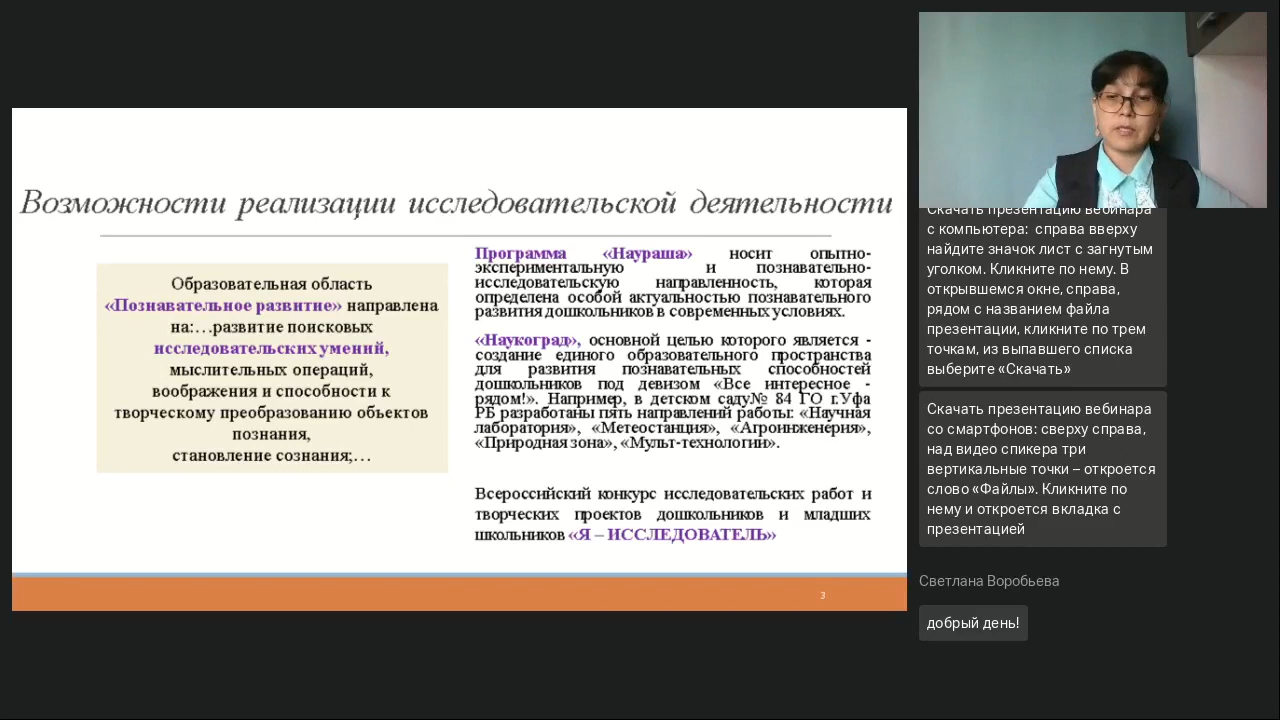 Возможности реализации исследовательской деятельности
Образовательная область
«Познавательное развитие» направлена
на:…развитие поисковых
исследовательских умений,
мыслительных операций,
воображения и способности к
творческому преобразованию объектов
познания,
становление сознания;…
Программа «Наураша» носит опытно-
экспериментальную и познавательно-
исследовательскую направленность, которая
определена особой актуальностью познавательного
развития дошкольников в современных условиях.
«Наукоград», основной целью которого является -
создание единого образовательного пространства
для развития познавательных способностей
дошкольников под девизом «Все интересное -
рядом!». Например, в детском саду№ 84 ГО г.Уфа
РБ разработаны пять направлений работы: «Научная
лаборатория», «Метеостанция», «Агроинженерия»,
«Природная зона», «Мульт-технологии».
Всероссийский конкурс исследовательских работ и
творческих проектов дошкольников и младших
школьников «Я – ИССЛЕДОВАТЕЛЬ»
3
Скачать презентацию вебинара
с компьютера: справа вверху
найдите значок лист с загнутым
уголком. Кликните по нему. В
открывшемся окне, справа,
рядом с названием файла
презентации, кликните по трем
точкам, из выпавшего списка
выберите «Скачать»
Скачать презентацию вебинара
со смартфонов: сверху справа,
над видео спикера три
вертикальные точки – откроется
слово «Файлы». Кликните по
нему и откроется вкладка с
презентацией
Светлана Воробьева
добрый день!